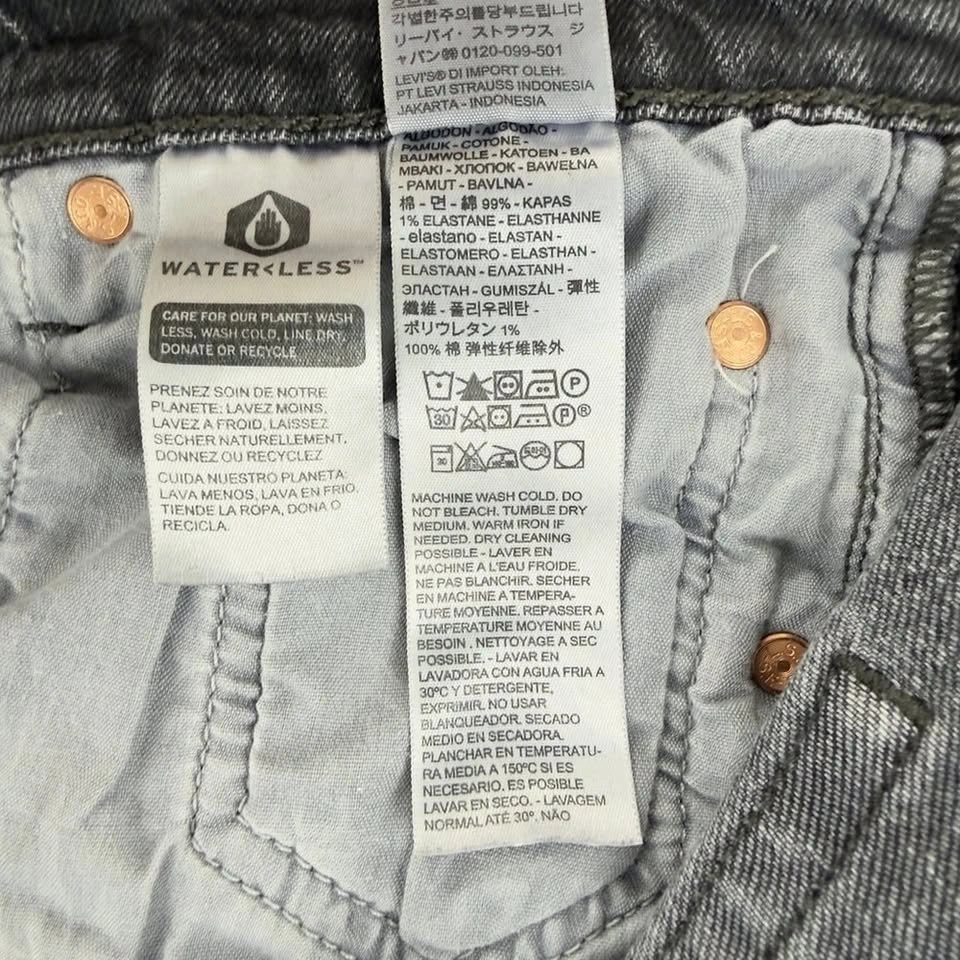 각별한주의를당부드립니다
リーバイ・ストラウス ジ
ャパン㈱ 0120-099-501
LEVI'S® DI IMPORT OLEH:
PT LEVI STRAUSS INDONESIA
JAKARTA - INDONESIA
WATER<LESS™
CARE FOR OUR PLANET: WASH
LESS, WASH COLD, LINE DRY,
DONATE OR RECYCLE
PRENEZ SOIN DE NOTRE
PLANETE: LAVEZ MOINS,
LAVEZ A FROID, LAISSEZ
SECHER NATURELLEMENT.
DONNEZ OU RECYCLEZ
CUIDA NUESTRO PLANETA:
LAVA MENOS, LAVA EN FRIO.
TIENDE LA ROPA, DONA O
RECICLA.
ALGODÓN - ALGODÃO -
PAMUK - COTONE -
BAUMWOLLE - KATOEN - BA
MBAKI - ХЛОПОК - BAWEŁNA
- PAMUT - BAVLNA -
棉 - 면 - 綿 99% - KAPAS
1% ELASTANE - ELASTHANNE
- elastano - ELASTAN -
ELASTOMERO - ELASTHAN -
ELASTAAN - ΕΛΑΣΤΑΝΗ -
ЭЛАСТАН - GUMISZÁL - 彈性
纖維 - 폴리우레탄 -
ポリウレタン 1%
100% 棉 弹性纤维除外
P
30 P®
30
MACHINE WASH COLD. DO
NOT BLEACH. TUMBLE DRY
MEDIUM. WARM IRON IF
NEEDED. DRY CLEANING
POSSIBLE - LAVER EN
MACHINE A L'EAU FROIDE.
NE PAS BLANCHIR. SECHER
EN MACHINE A TEMPERA-
TURE MOYENNE. REPASSER A
TEMPERATURE MOYENNE AU
BESOIN . NETTOYAGE A SEC
POSSIBLE. - LAVAR EN
LAVADORA CON AGUA FRIA A
30ºC Y DETERGENTE,
EXPRIMIR. NO USAR
BLANQUEADOR. SECADO
MEDIO EN SECADORA.
PLANCHAR EN TEMPERATU-
RA MEDIA A 150ºC SI ES
NECESARIO. ES POSIBLE
LAVAR EN SECO. - LAVAGEM
NORMAL ATÉ 30º. NÃO